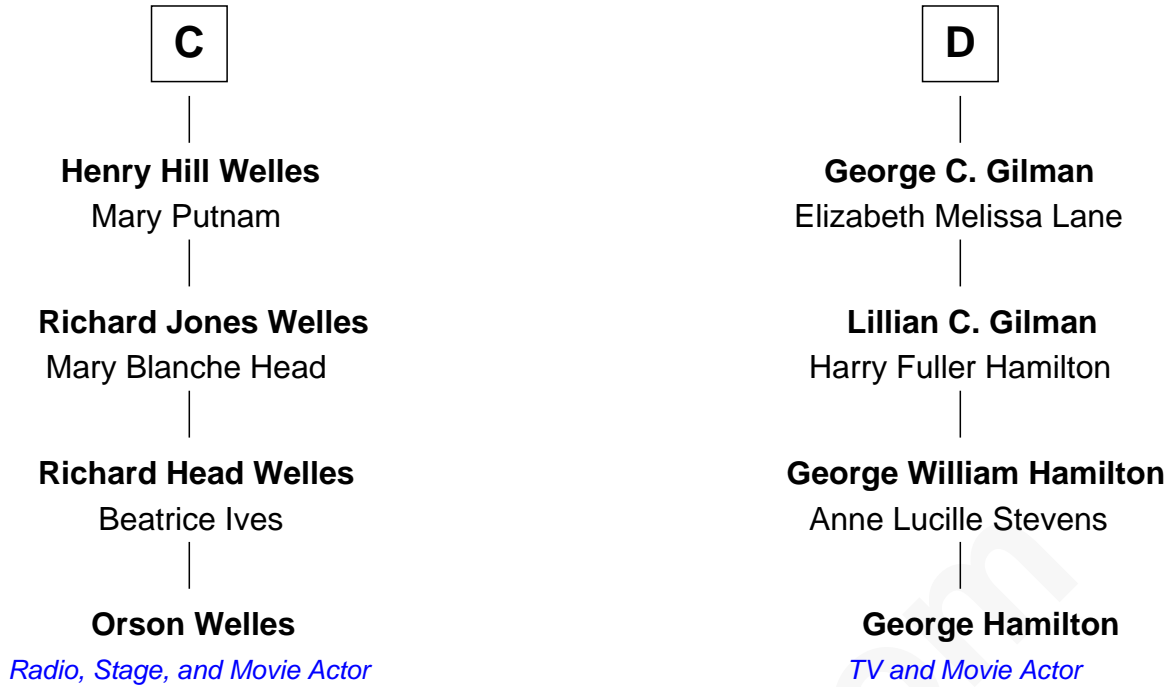 C
Henry Hill Welles
Mary Putnam
Richard Jones Welles
Mary Blanche Head
Richard Head Welles
Beatrice Ives
Orson Welles
Radio, Stage, and Movie Actor
D
George C. Gilman
Elizabeth Melissa Lane
Lillian C. Gilman
Harry Fuller Hamilton
George William Hamilton
Anne Lucille Stevens
George Hamilton
TV and Movie Actor